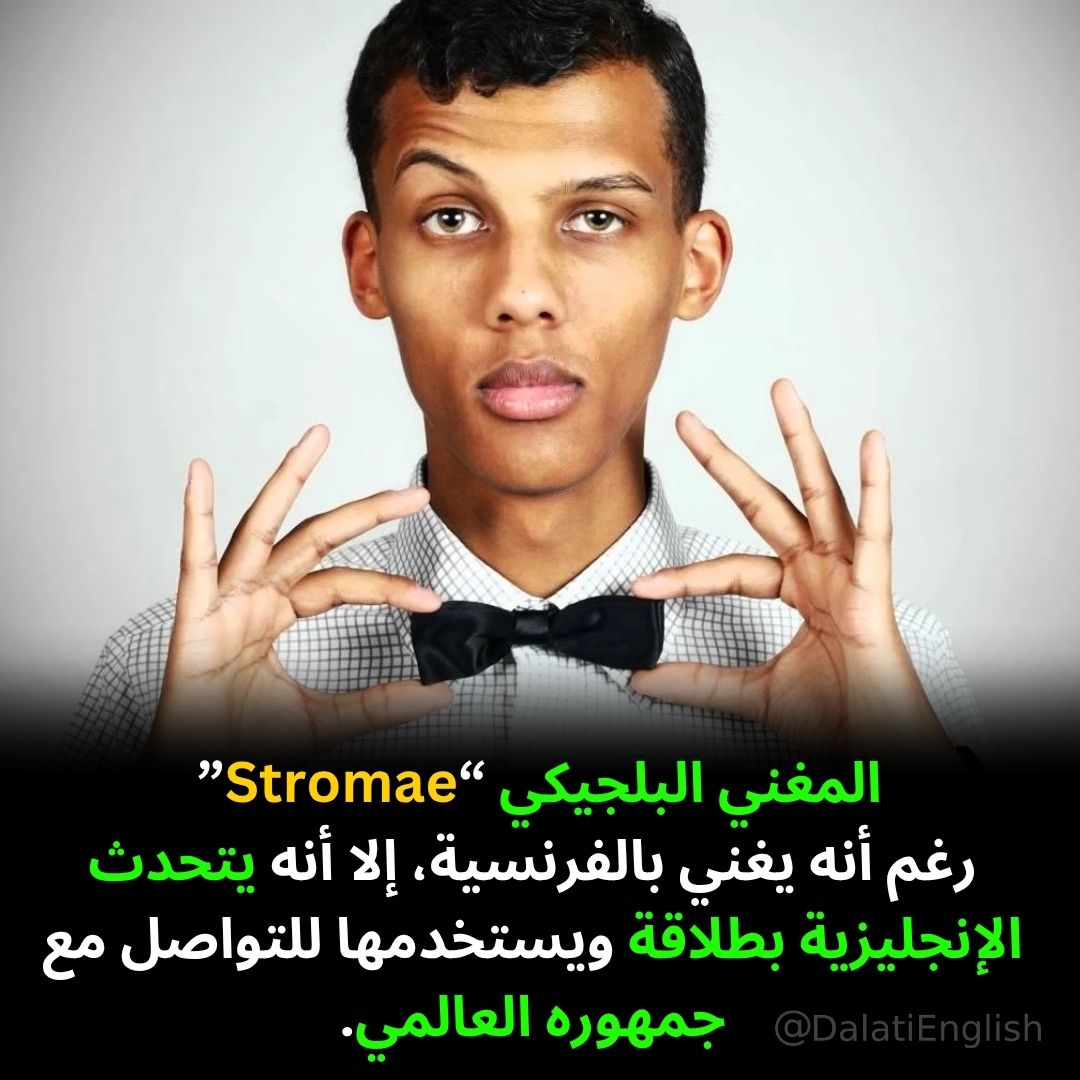 المغني البلجيكي “Stromae”
رغم أنه يغني بالفرنسية، إلا أنه يتحدث
الإنجليزية بطلاقة ويستخدمها للتواصل مع
جمهوره العالمي.
@DalatiEnglish